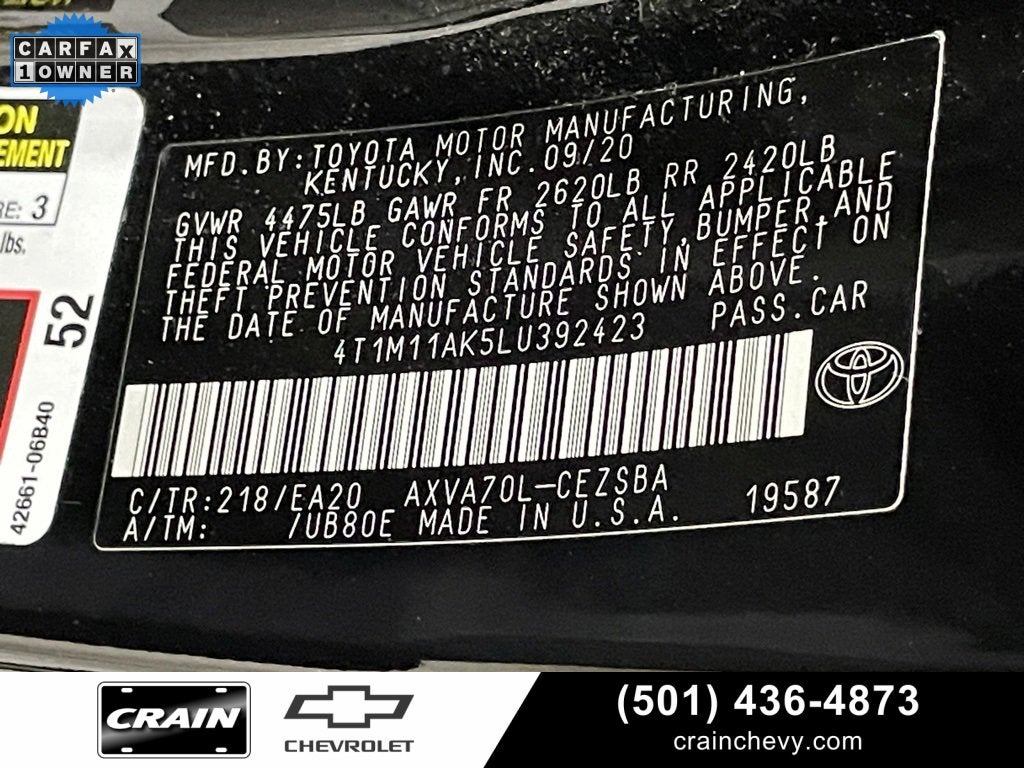 CARFAX
1 OWNER
ON
EMENT
RE: 3
lbs.
52
42661-06B40
MFD.BY:TOYOTA MOTOR MANUFACTURING,
KENTUCKY, INC. 09/20
GVWR 4475LB GAWR FR 2620LB RR 2420LB
THIS VEHICLE CONFORMS TO ALL APPLICABLE
FEDERAL MOTOR VEHICLE SAFETY, BUMPER, AND
THEFT PREVENTION STANDARDS IN EFFECT ON
THE DATE OF MANUFACTURE SHOWN ABOVE.
4T1M11AK5LU392423 PASS.CAR
C/TR:218/EA20 AXVA70L-CEZSBA
A/TM: /UB80E MADE IN U.S.A. 19587
CRAIN
CHEVROLET
(501) 436-4873
crainchevy.com